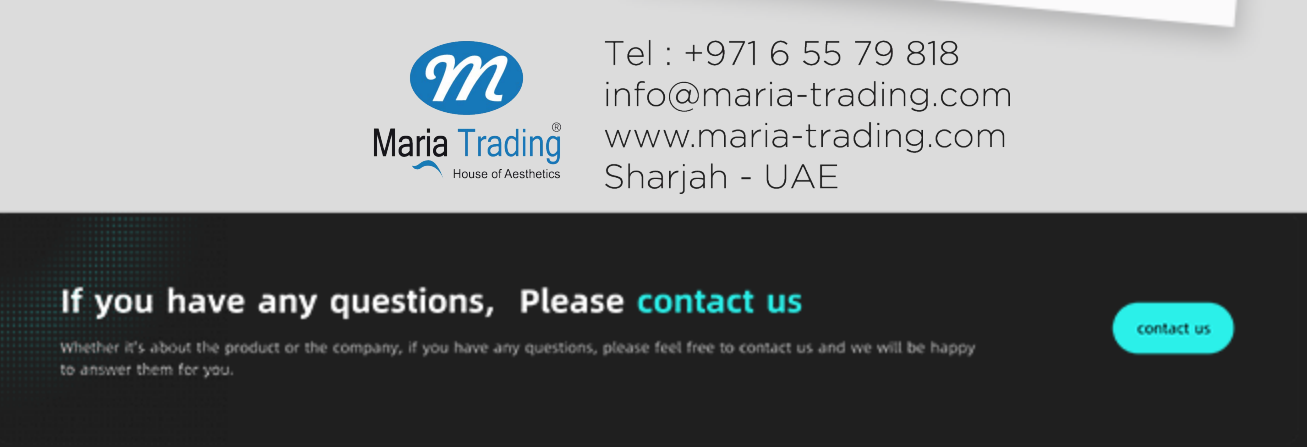 m
Maria Trading®
House of Aesthetics
Tel : +971 6 55 79 818
info@maria-trading.com
www.maria-trading.com
Sharjah - UAE
If you have any questions, Please contact us
Whether it's about the product or the company, if you have any questions, please feel free to contact us and we will be happy
to answer them for you.
contact us